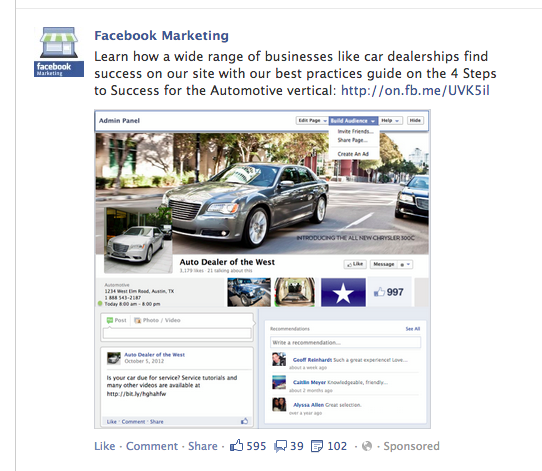 facebook
Marketing
Facebook Marketing
Learn how a wide range of businesses like car dealerships find
success on our site with our best practices guide on the 4 Steps
to Success for the Automotive vertical: http://on.fb.me/UVK5il
Admin Panel
Edit Page
Build Audience
Help
Hide
Invite Friends...
Share Page...
Create An Ad
INTRODUCING THE ALL NEW CHRYSLER 300C
Auto Dealer of the West
1,179 likes · 21 talking about this
Like
Message
Automotive
1234 West Elm Road, Austin, TX
1 888 543-2187
Today 8:00 am - 8:00 pm
997
Post
Photo / Video
Auto Dealer of the West
October 5, 2012
Is your car due for service? Service tutorials and
many other videos are available at
http://bit.ly/hghahfw
Like · Comment · Share
Recommendations
See All
Write a recommendation...
Geoff Reinhardt Such a great experience! Love...
about a week ago
Caitlin Meyer Knowledgeable, friendly...
about 2 months ago
Alyssa Allen Great selection.
over a year ago
Like · Comment · Share · 595 39 102 · Sponsored